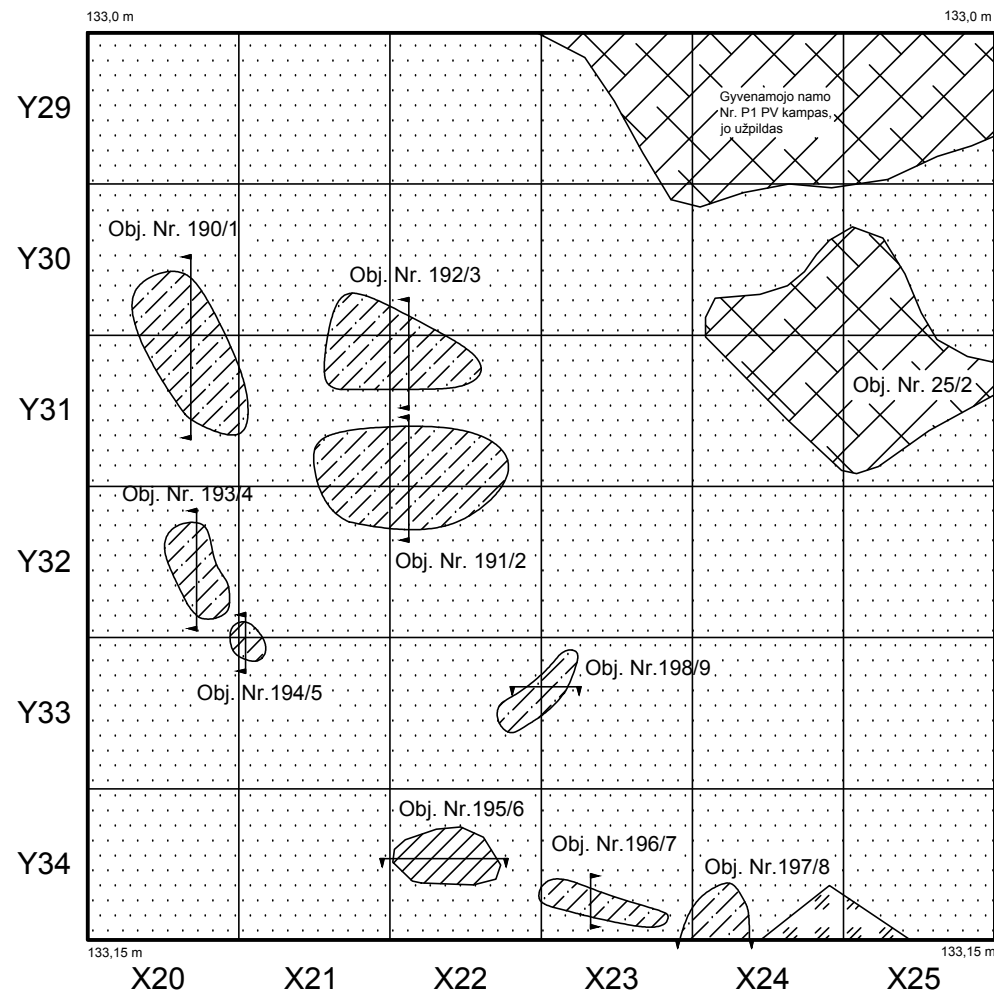 133,0 m
133,0 m
Y29
Gyvenamojo namo
Nr. P1 PV kampas,
jo užpildas
Obj. Nr. 190/1
Y30
Obj. Nr. 192/3
Obj. Nr. 25/2
Y31
Obj. Nr. 193/4
Y32
Obj. Nr. 191/2
Obj. Nr.198/9
Obj. Nr.194/5
Y33
Obj. Nr.195/6
Obj. Nr.196/7
Y34
Obj. Nr.197/8
133,15 m
133,15 m
X20
X21
X22
X23
X24
X25